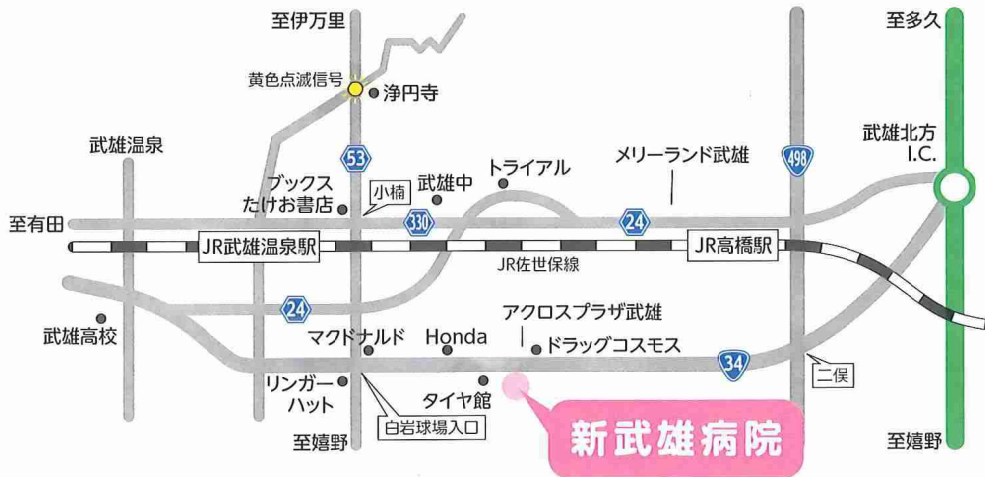 至伊万里
至多久
黄色点滅信号
浄円寺
武雄温泉
53
ブックス
たけお書店
小楠
武雄中
トライアル
メリーランド武雄
498
武雄北方
I.C.
至有田
330
24
JR武雄温泉駅
JR佐世保線
JR高橋駅
24
武雄高校
マクドナルド
Honda
アクロスプラザ武雄
ドラッグコスモス
34
二俣
リンガー
ハット
タイヤ館
白岩球場入口
新武雄病院
至嬉野
至嬉野